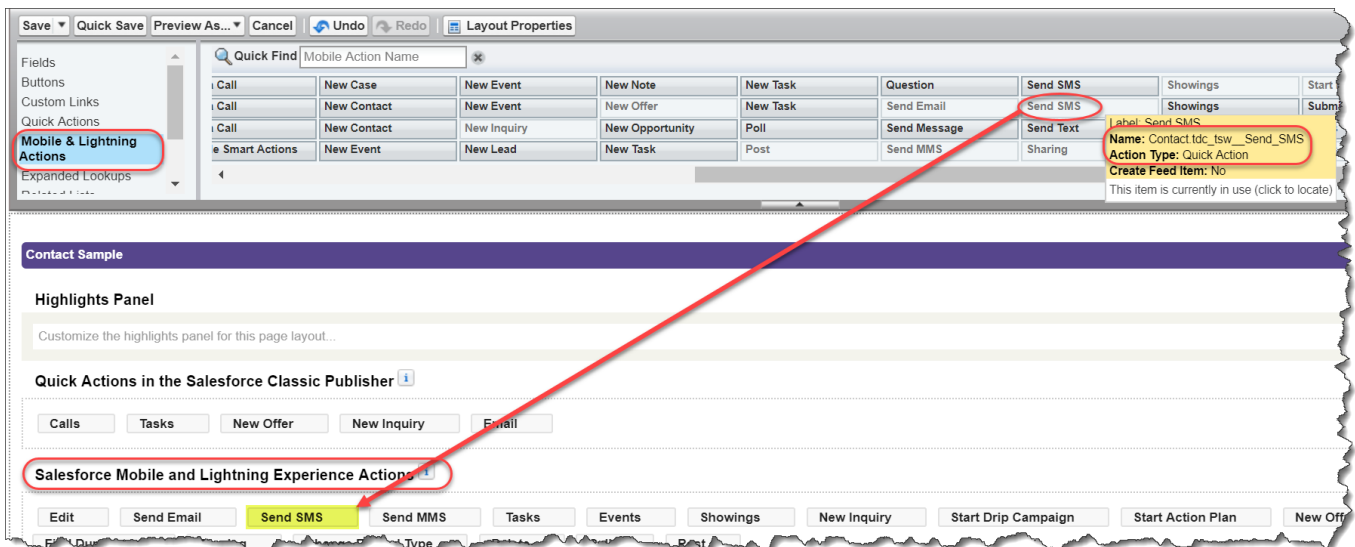 Save Quick Save Preview As... Cancel Undo Redo Layout Properties
Fields
Buttons
Custom Links
Quick Actions
Mobile & Lightning
Actions
Expanded Lookups
Quick Find Mobile Action Name
Call New Case New Event New Note New Task Question Send SMS Showings Start
Call New Contact New Event New Offer New Task Send Email Send SMS Showings
Call New Contact New Inquiry New Opportunity Poll Send Message Send Text
Smart Actions New Event New Lead New Task Post Send MMS Sharing
Label: Send SMS
Name: Contact.tdc_tsw__Send_SMS
Action Type: Quick Action
Create Feed Item: No
This item is currently in use (click to locate)
Contact Sample
Highlights Panel
Customize the highlights panel for this page layout...
Quick Actions in the Salesforce Classic Publisher i
Calls Tasks New Offer New Inquiry Email
Salesforce Mobile and Lightning Experience Actions i
Edit Send Email Send SMS Send MMS Tasks Events Showings New Inquiry Start Drip Campaign Start Action Plan New Off